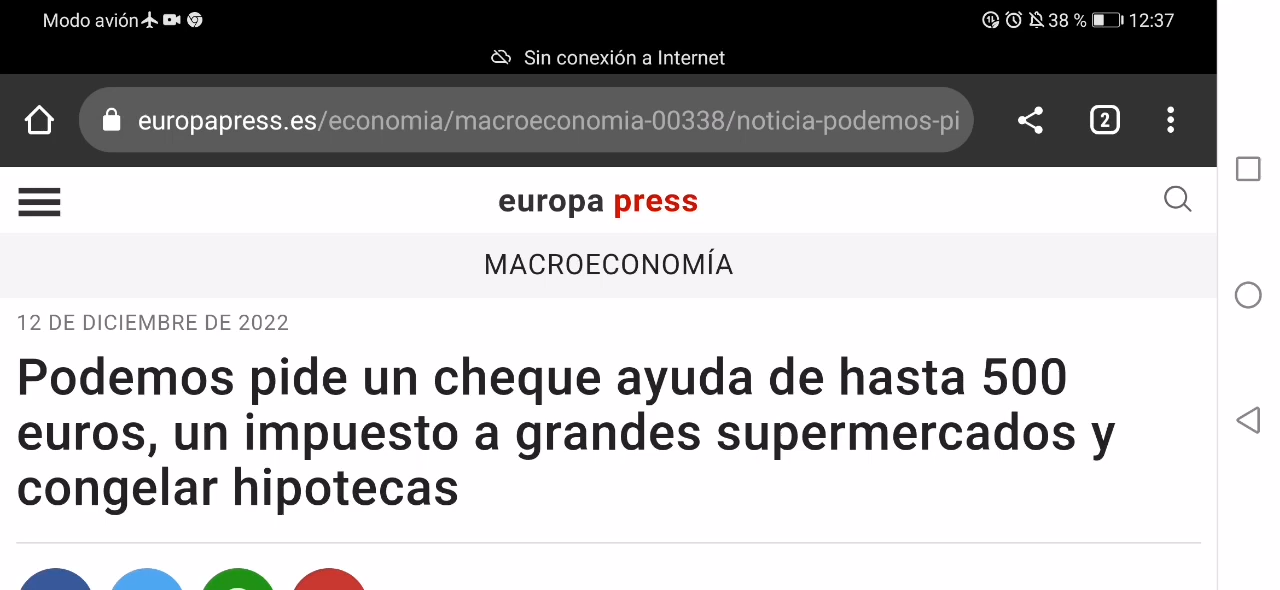 Modo avión 38 % 12:37
Sin conexión a Internet
europapress.es/economia/macroeconomia-00338/noticia-podemos-pi
2
europa press
MACROECONOMÍA
12 DE DICIEMBRE DE 2022
Podemos pide un cheque ayuda de hasta 500
euros, un impuesto a grandes supermercados y
congelar hipotecas